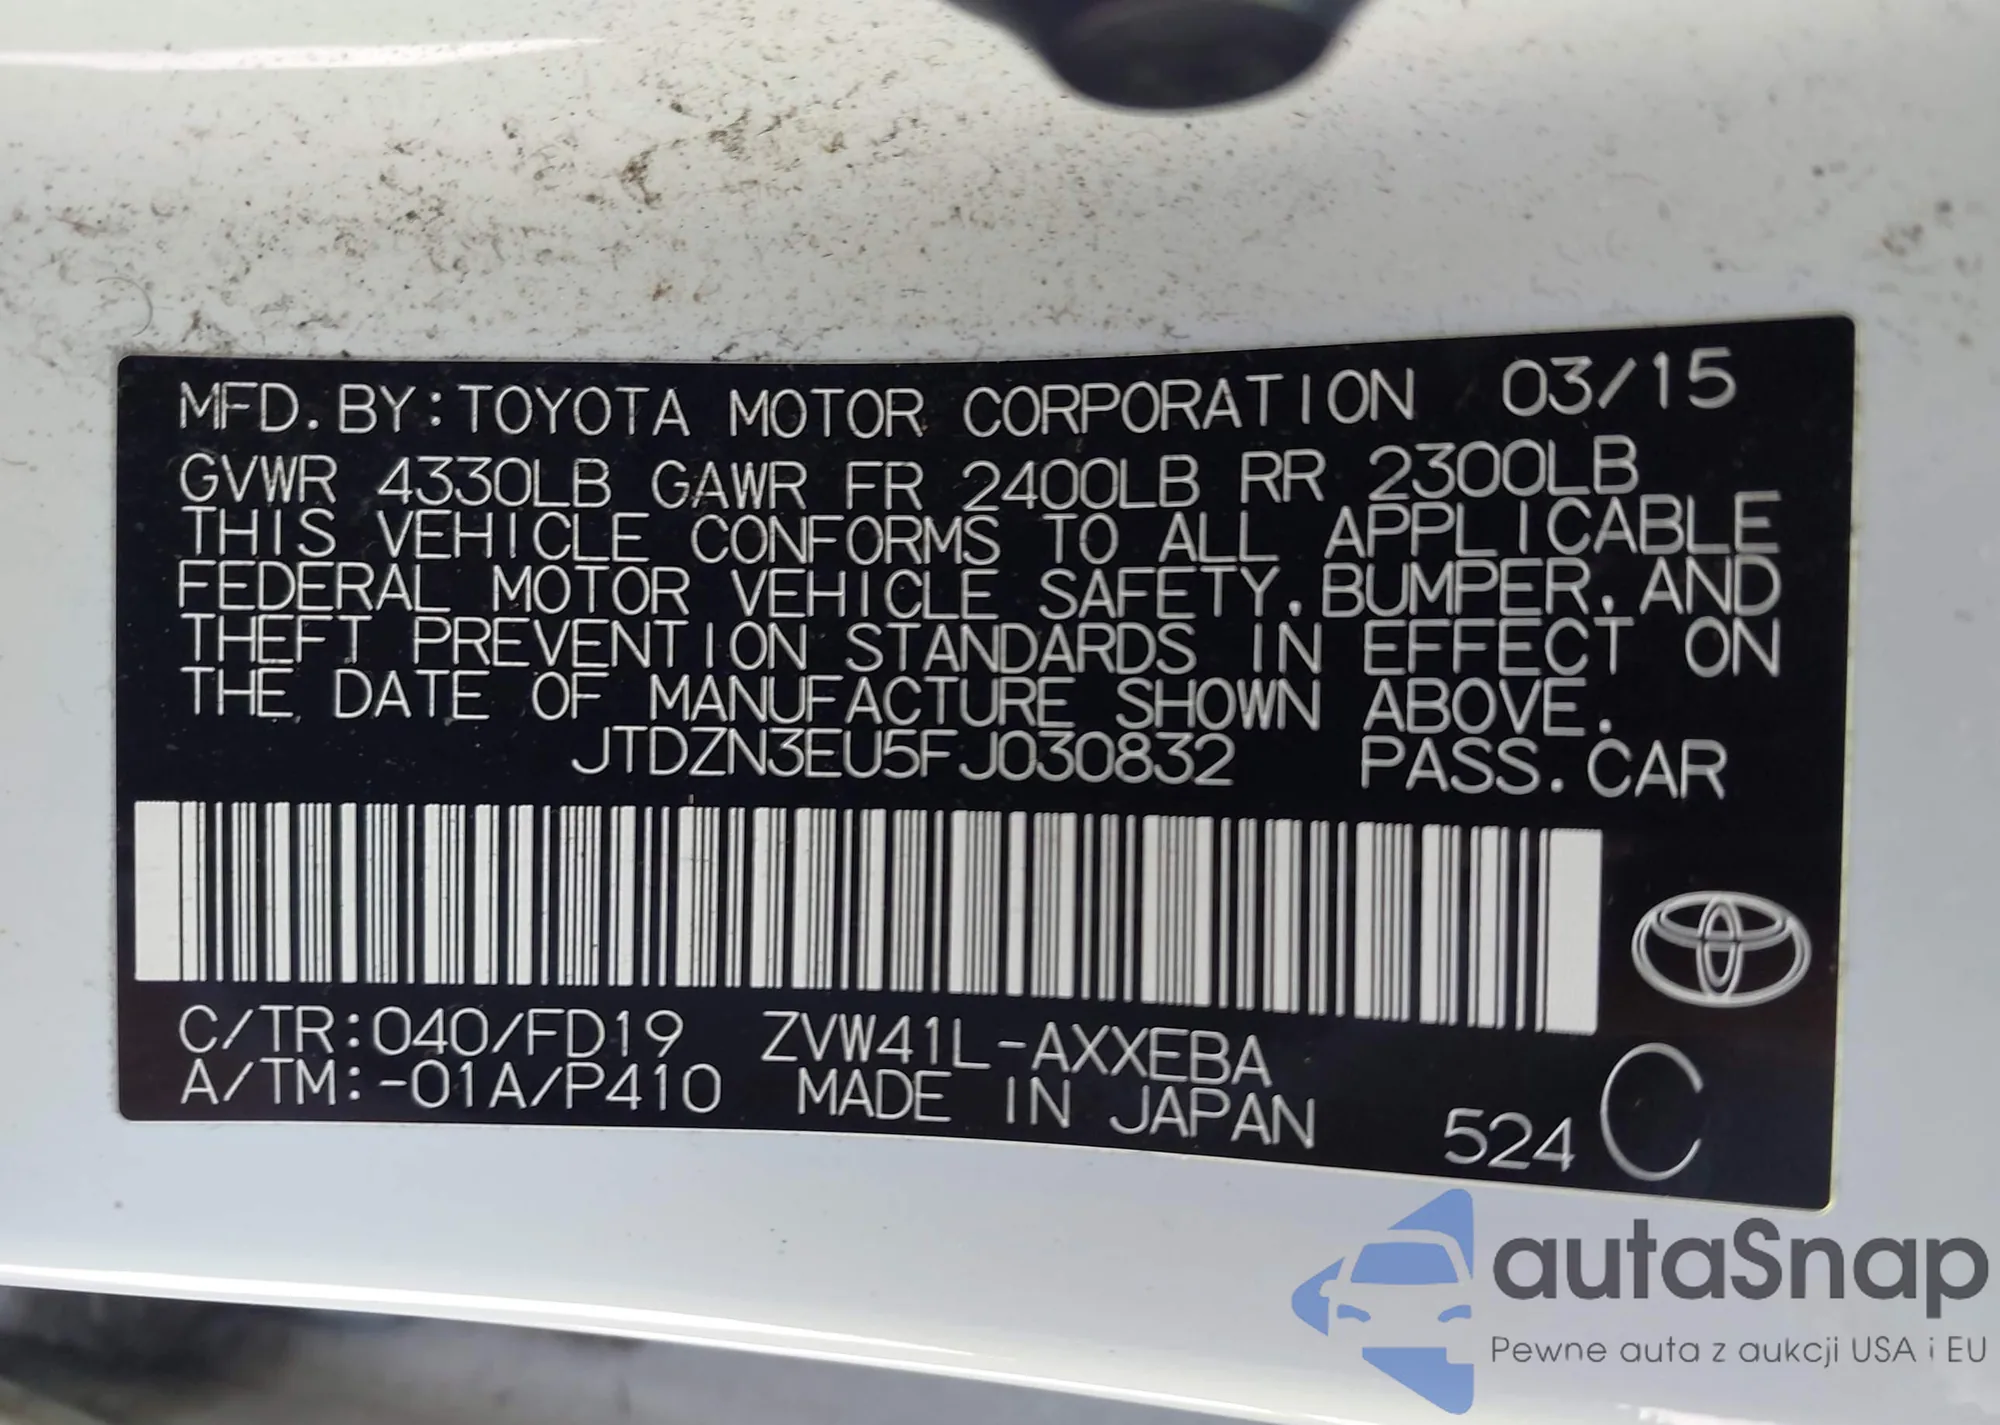 MFD. BY: TOYOTA MOTOR CORPORATION 03/15
GVWR 4330LB GAWR FR 2400LB RR 2300LB
THIS VEHICLE CONFORMS TO ALL APPLICABLE
FEDERAL MOTOR VEHICLE SAFETY, BUMPER, AND
THEFT PREVENTION STANDARDS IN EFFECT ON
THE DATE OF MANUFACTURE SHOWN ABOVE.
JTDZN3EU5FJ030832 PASS. CAR
C/TR: 040/FD19 ZVW41L-AXXEBA
A/TM: -01A/P410 MADE IN JAPAN 524 C
autaSnap
Pewne auta z aukcji USA i EU